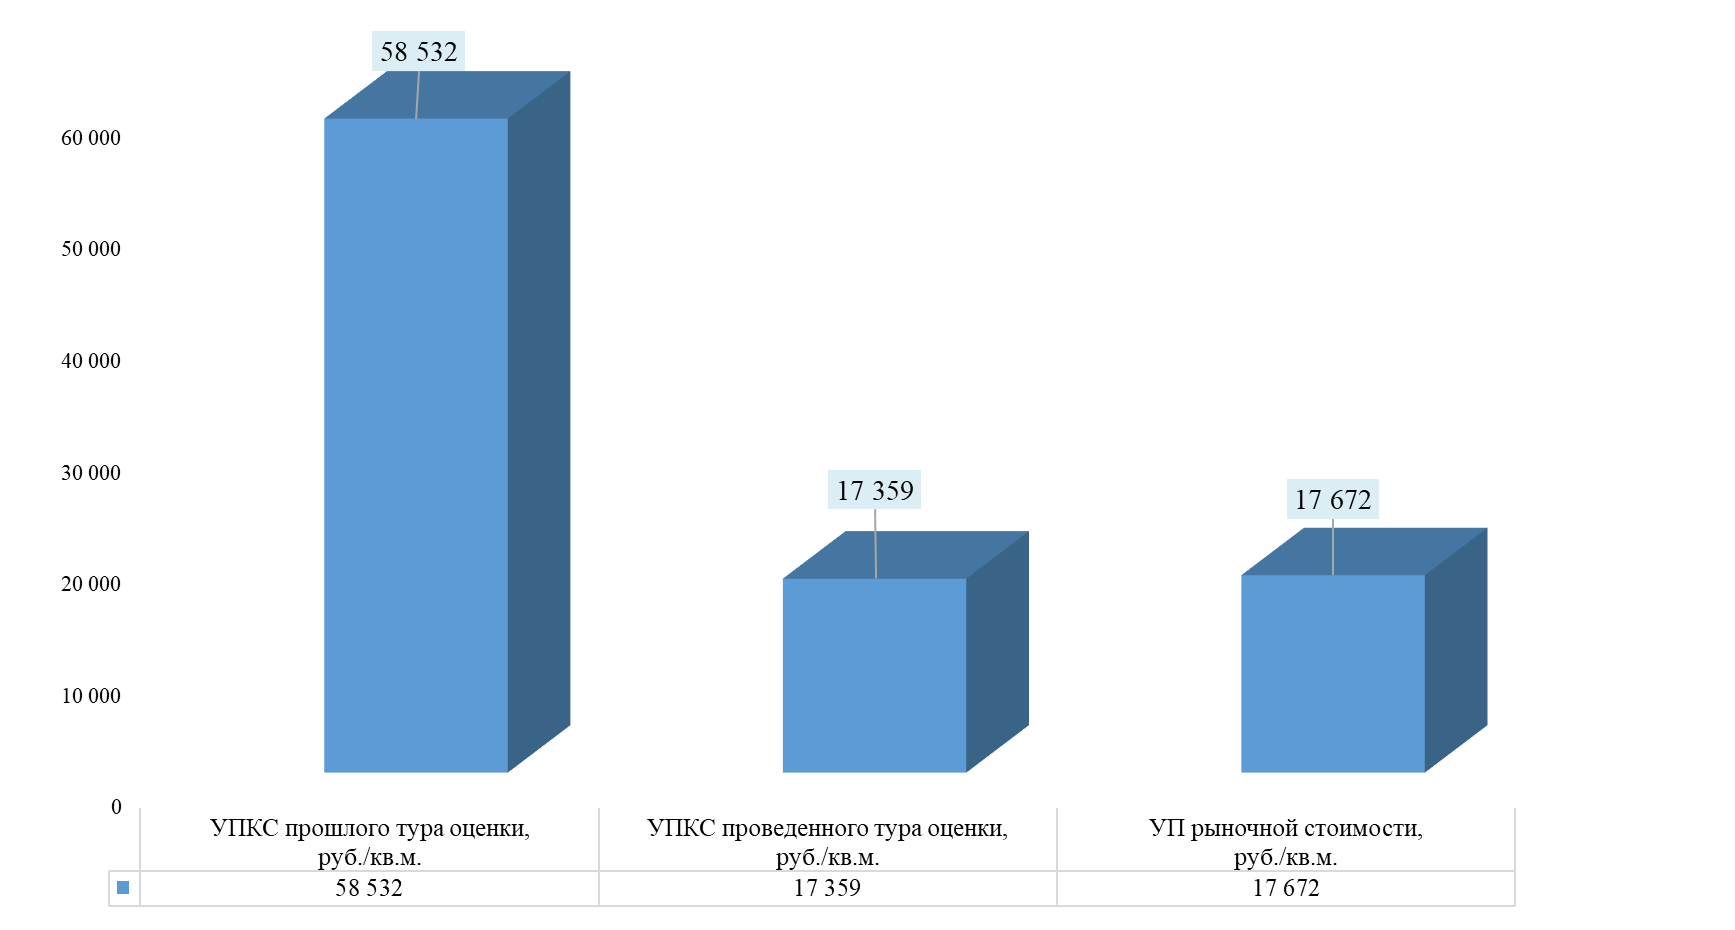 58 532
60 000
50 000
40 000
30 000
17 359
17 672
20 000
10 000
0
УПКС прошлого тура оценки,
руб./кв.м.
УПКС проведенного тура оценки,
руб./кв.м.
УП рыночной стоимости,
руб./кв.м.
58 532
17 359
17 672